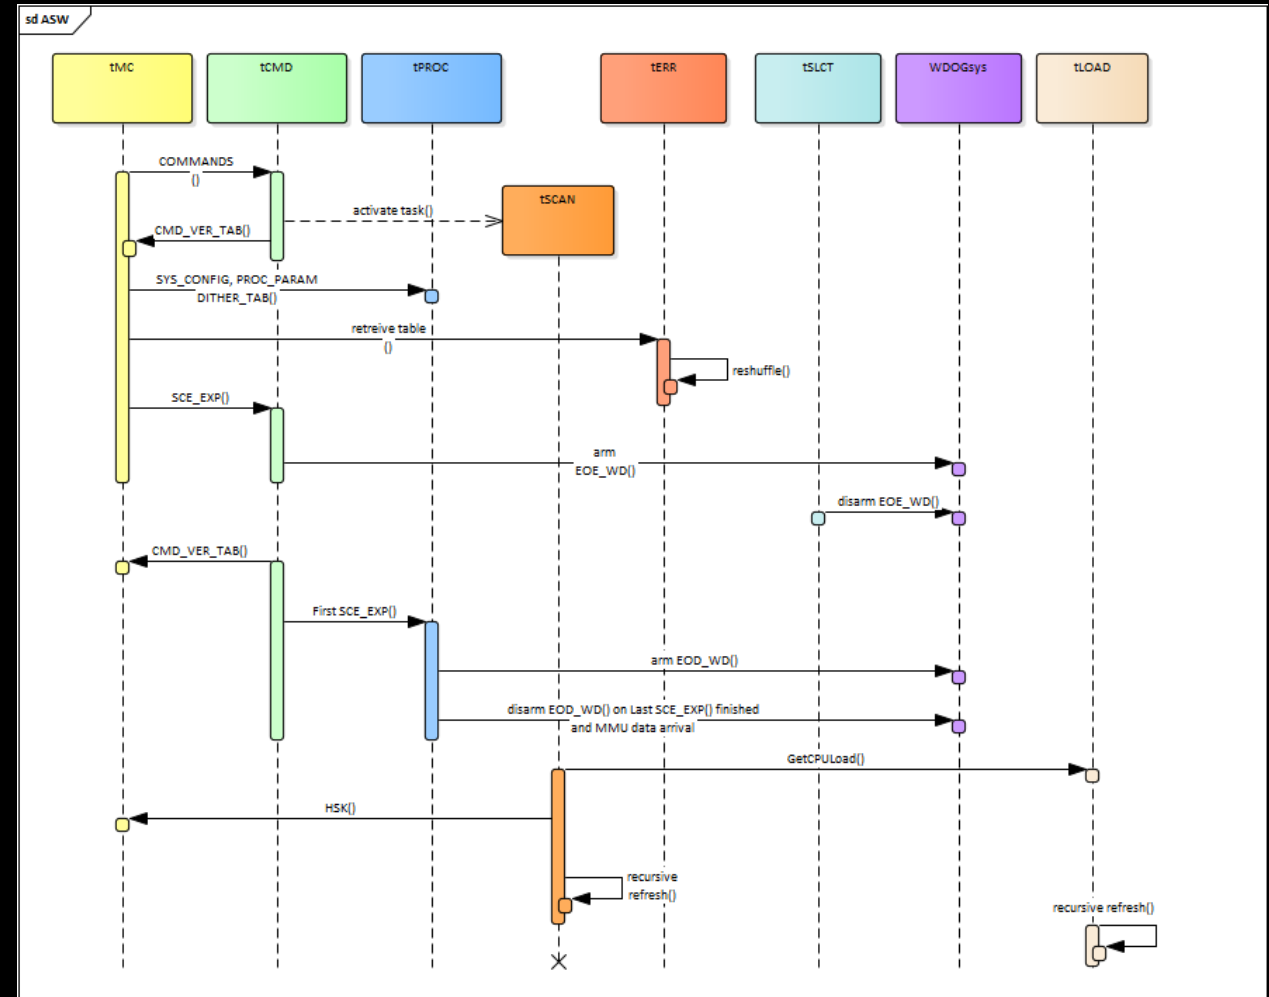 sd ASW
tMC
tCMD
tPROC
tERR
tSLCT
WDOGsys
tLOAD
COMMANDS
()
tSCAN
activate task()
CMD_VER_TAB()
SYS_CONFIG, PROC_PARAM
DITHER_TAB()
retreive table
()
reshuffle()
SCE_EXP()
arm
EOE_WD()
disarm EOE_WD()
CMD_VER_TAB()
First SCE_EXP()
arm EOD_WD()
disarm EOD_WD() on Last SCE_EXP() finished
and MMU data arrival
GetCPULoad()
HSK()
recursive
refresh()
recursive refresh()